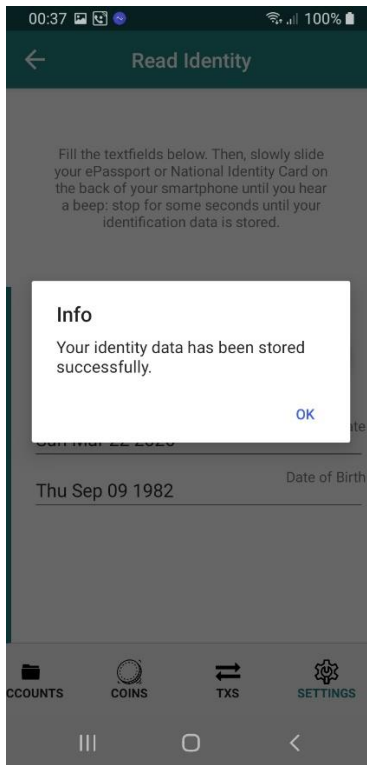 00:37
100%
Read Identity
Fill the textfields below. Then, slowly slide
your ePassport or National Identity Card on
the back of your smartphone until you hear
a beep: stop for some seconds until your
identification data is stored.
Info
Your identity data has been stored
successfully.
OK
Thu Sep 09 1982
Date of Birth
CCOUNTS
COINS
TXS
SETTINGS